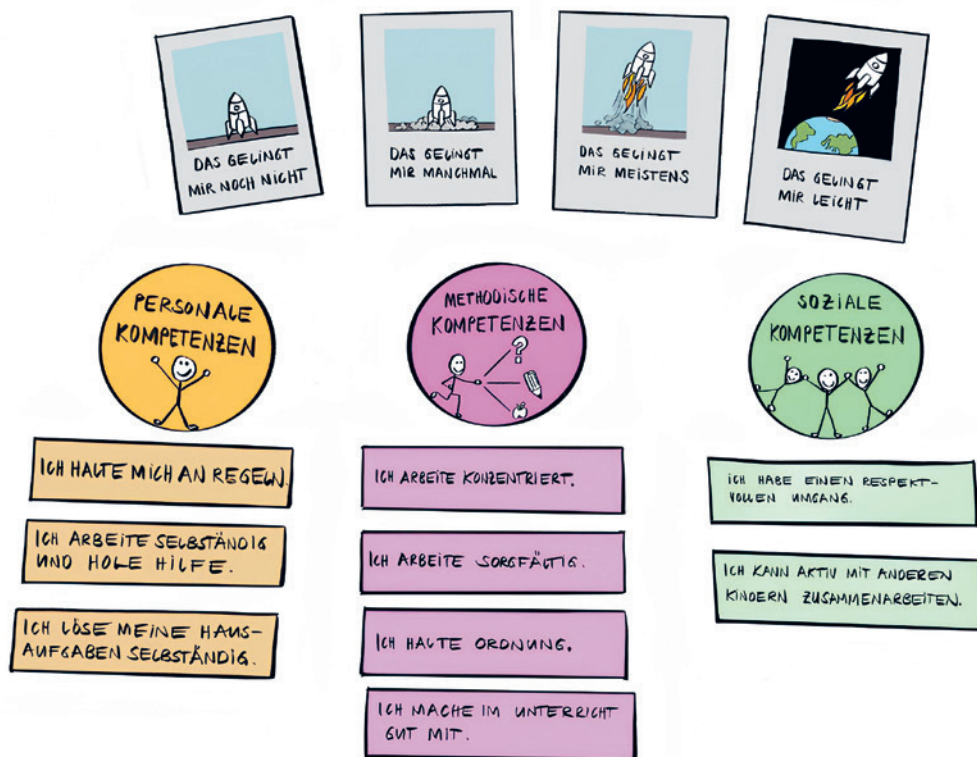 DAS GELINGT
MIR NOCH NICHT
DAS GELINGT
MIR MANCHMAL
DAS GELINGT
MIR MEISTENS
DAS GELINGT
MIR LEICHT
PERSONALE
KOMPETENZEN
ICH HALTE MICH AN REGELN.
ICH ARBEITE SELBSTÄNDIG
UND HOLE HILFE.
ICH LÖSE MEINE HAUS-
AUFGABEN SELBSTÄNDIG.
METHODISCHE
KOMPETENZEN
?
ICH ARBEITE KONZENTRIERT.
ICH ARBEITE SORGFÄLTIG.
ICH HALTE ORDNUNG.
ICH MACHE IM UNTERRICHT
GUT MIT.
SOZIALE
KOMPETENZEN
ICH HABE EINEN RESPEKT-
VOLLEN UMGANG.
ICH KANN AKTIV MIT ANDEREN
KINDERN ZUSAMMENARBEITEN.